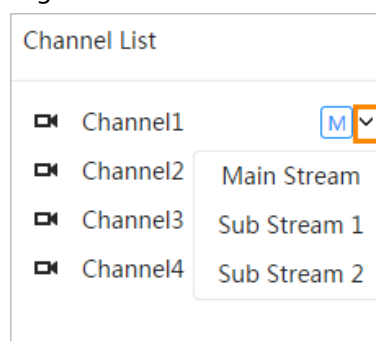 Channel List
Channel1 M
Channel2 Main Stream
Channel3 Sub Stream 1
Channel4 Sub Stream 2